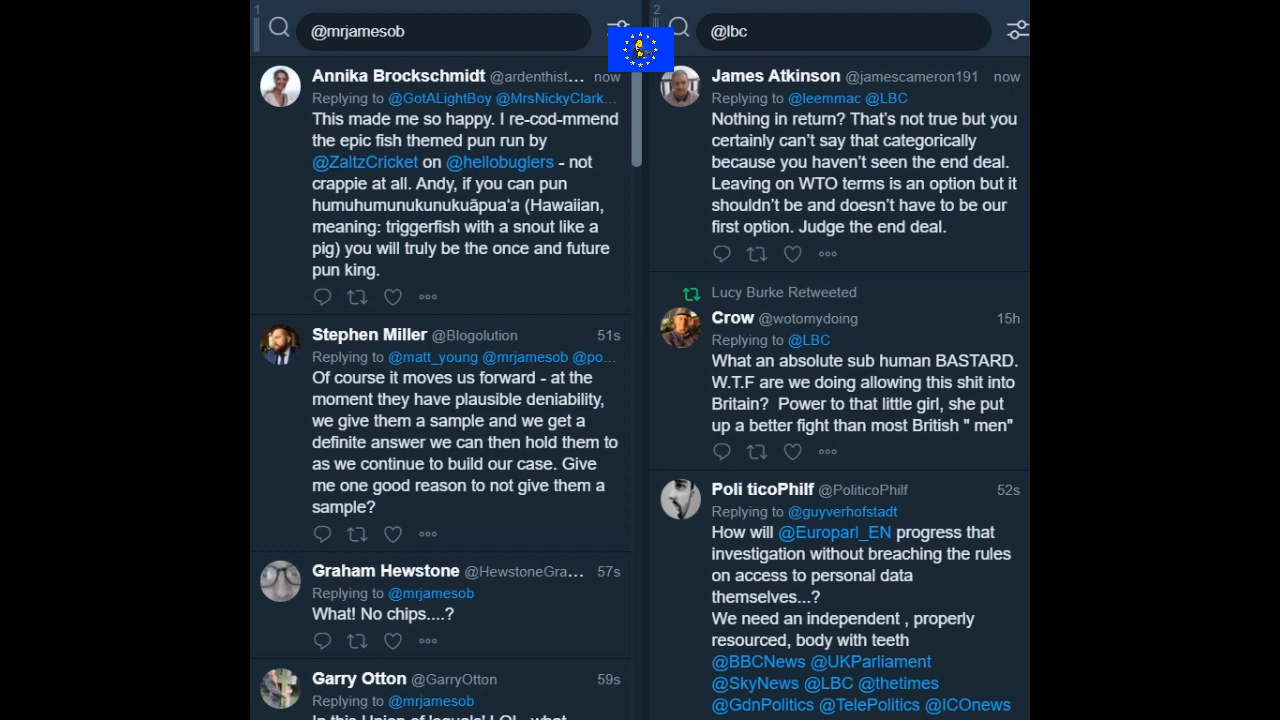 1
@mrjamesob
Annika Brockschmidt @ardenthist... now
Replying to @GotALightBoy @MrsNickyClark...
This made me so happy. I re-cod-mmend
the epic fish themed pun run by
@ZaltzCricket on @hellobuglers - not
crappie at all. Andy, if you can pun
humuhumunukunukuāpuaʻa (Hawaiian,
meaning: triggerfish with a snout like a
pig) you will truly be the once and future
pun king.
Stephen Miller @Blogolution 51s
Replying to @matt_young @mrjamesob @po...
Of course it moves us forward - at the
moment they have plausible deniability,
we give them a sample and we get a
definite answer we can then hold them to
as we continue to build our case. Give
me one good reason to not give them a
sample?
Graham Hewstone @HewstoneGra... 57s
Replying to @mrjamesob
What! No chips....?
Garry Otton @GarryOtton 59s
Replying to @mrjamesob
In this Union of 'equals' LOL what
2
@lbc
James Atkinson @jamescameron191 now
Replying to @leemmac @LBC
Nothing in return? That's not true but you
certainly can't say that categorically
because you haven't seen the end deal.
Leaving on WTO terms is an option but it
shouldn't be and doesn't have to be our
first option. Judge the end deal.
Lucy Burke Retweeted
Crow @wotomydoing 15h
Replying to @LBC
What an absolute sub human BASTARD.
W.T.F are we doing allowing this shit into
Britain? Power to that little girl, she put
up a better fight than most British " men"
Poli ticoPhilf @PoliticoPhilf 52s
Replying to @guyverhofstadt
How will @Europarl_EN progress that
investigation without breaching the rules
on access to personal data
themselves...?
We need an independent , properly
resourced, body with teeth
@BBCNews @UKParliament
@SkyNews @LBC @thetimes
@GdnPolitics @TelePolitics @ICOnews